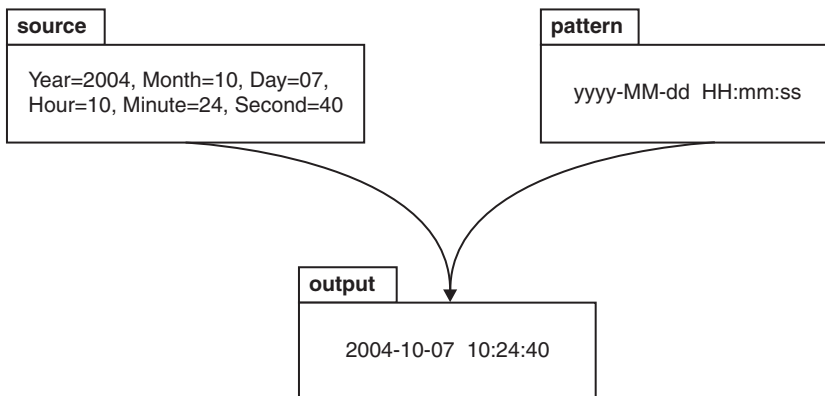 source
Year=2004, Month=10, Day=07,
Hour=10, Minute=24, Second=40
pattern
yyyy-MM-dd  HH:mm:ss
output
2004-10-07  10:24:40